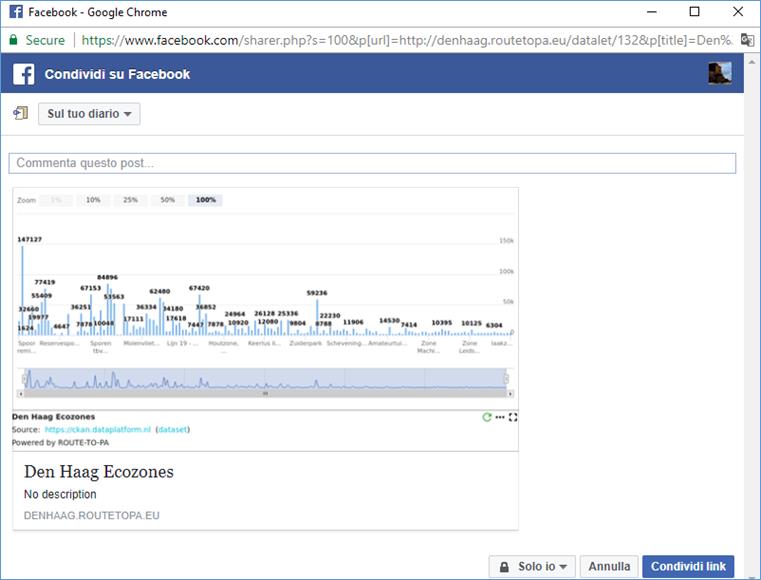 Facebook - Google Chrome
Secure https://www.facebook.com/sharer.php?s=100&p[url]=http://denhaag.routetopa.eu/datalet/132&p[title]=Den%
Condividi su Facebook
Sul tuo diario
Commenta questo post...
Zoom 1% 10% 25% 50% 100%
147127 150k
100k
77419 67153 84896 62480 67420 59236
55409 53563 50k
32660 36251 36334 34180 36852 24964 26128 25336 22230
19977 17111 17618 10920 12080 11906 14530 10395 10125
1624 4647 7878 10048 7447 7878 9804 8788 7414 6304 0
Spoor remi... Reservespo... Sporen tbv... Molenvliet... Lijn 19 - ... Houtzone, ... Keerlus li... Zuiderpark Schevening... Amateurtui... Zone Machi... Zone Leids... laakz...
Den Haag Ecozones
Source: https://ckan.dataplatform.nl (dataset)
Powered by ROUTE-TO-PA
Den Haag Ecozones
No description
DENHAAG.ROUTETOPA.EU
Solo io Annulla Condividi link